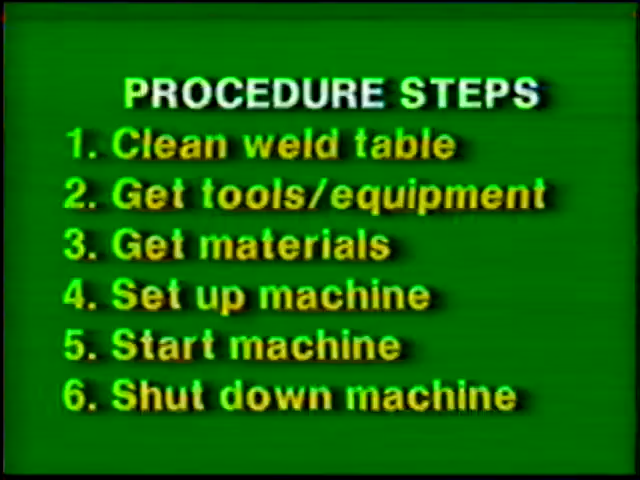 PROCEDURE STEPS
1. Clean weld table
2. Get tools/equipment
3. Get materials
4. Set up machine
5. Start machine
6. Shut down machine